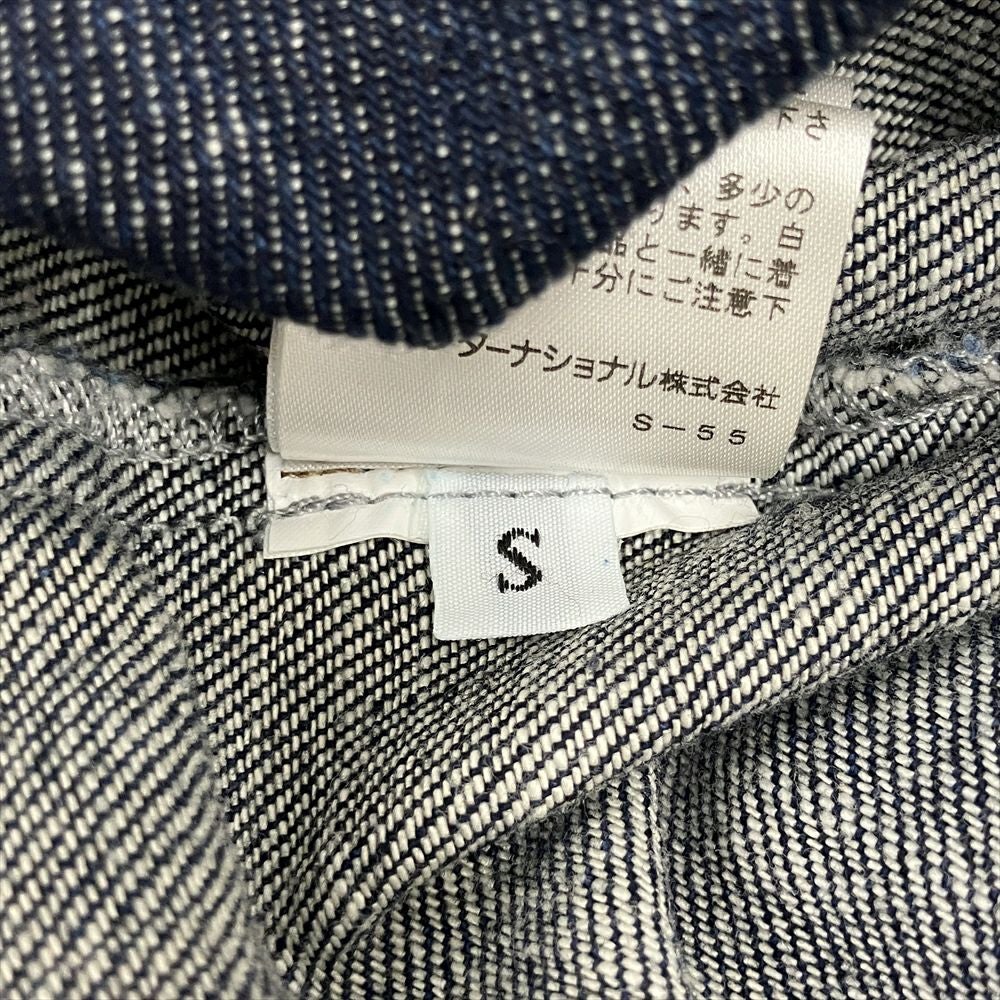 下さ
、多少の
ります。白
品と一緒に着
十分にご注意下
ターナショナル株式会社
S-55
S